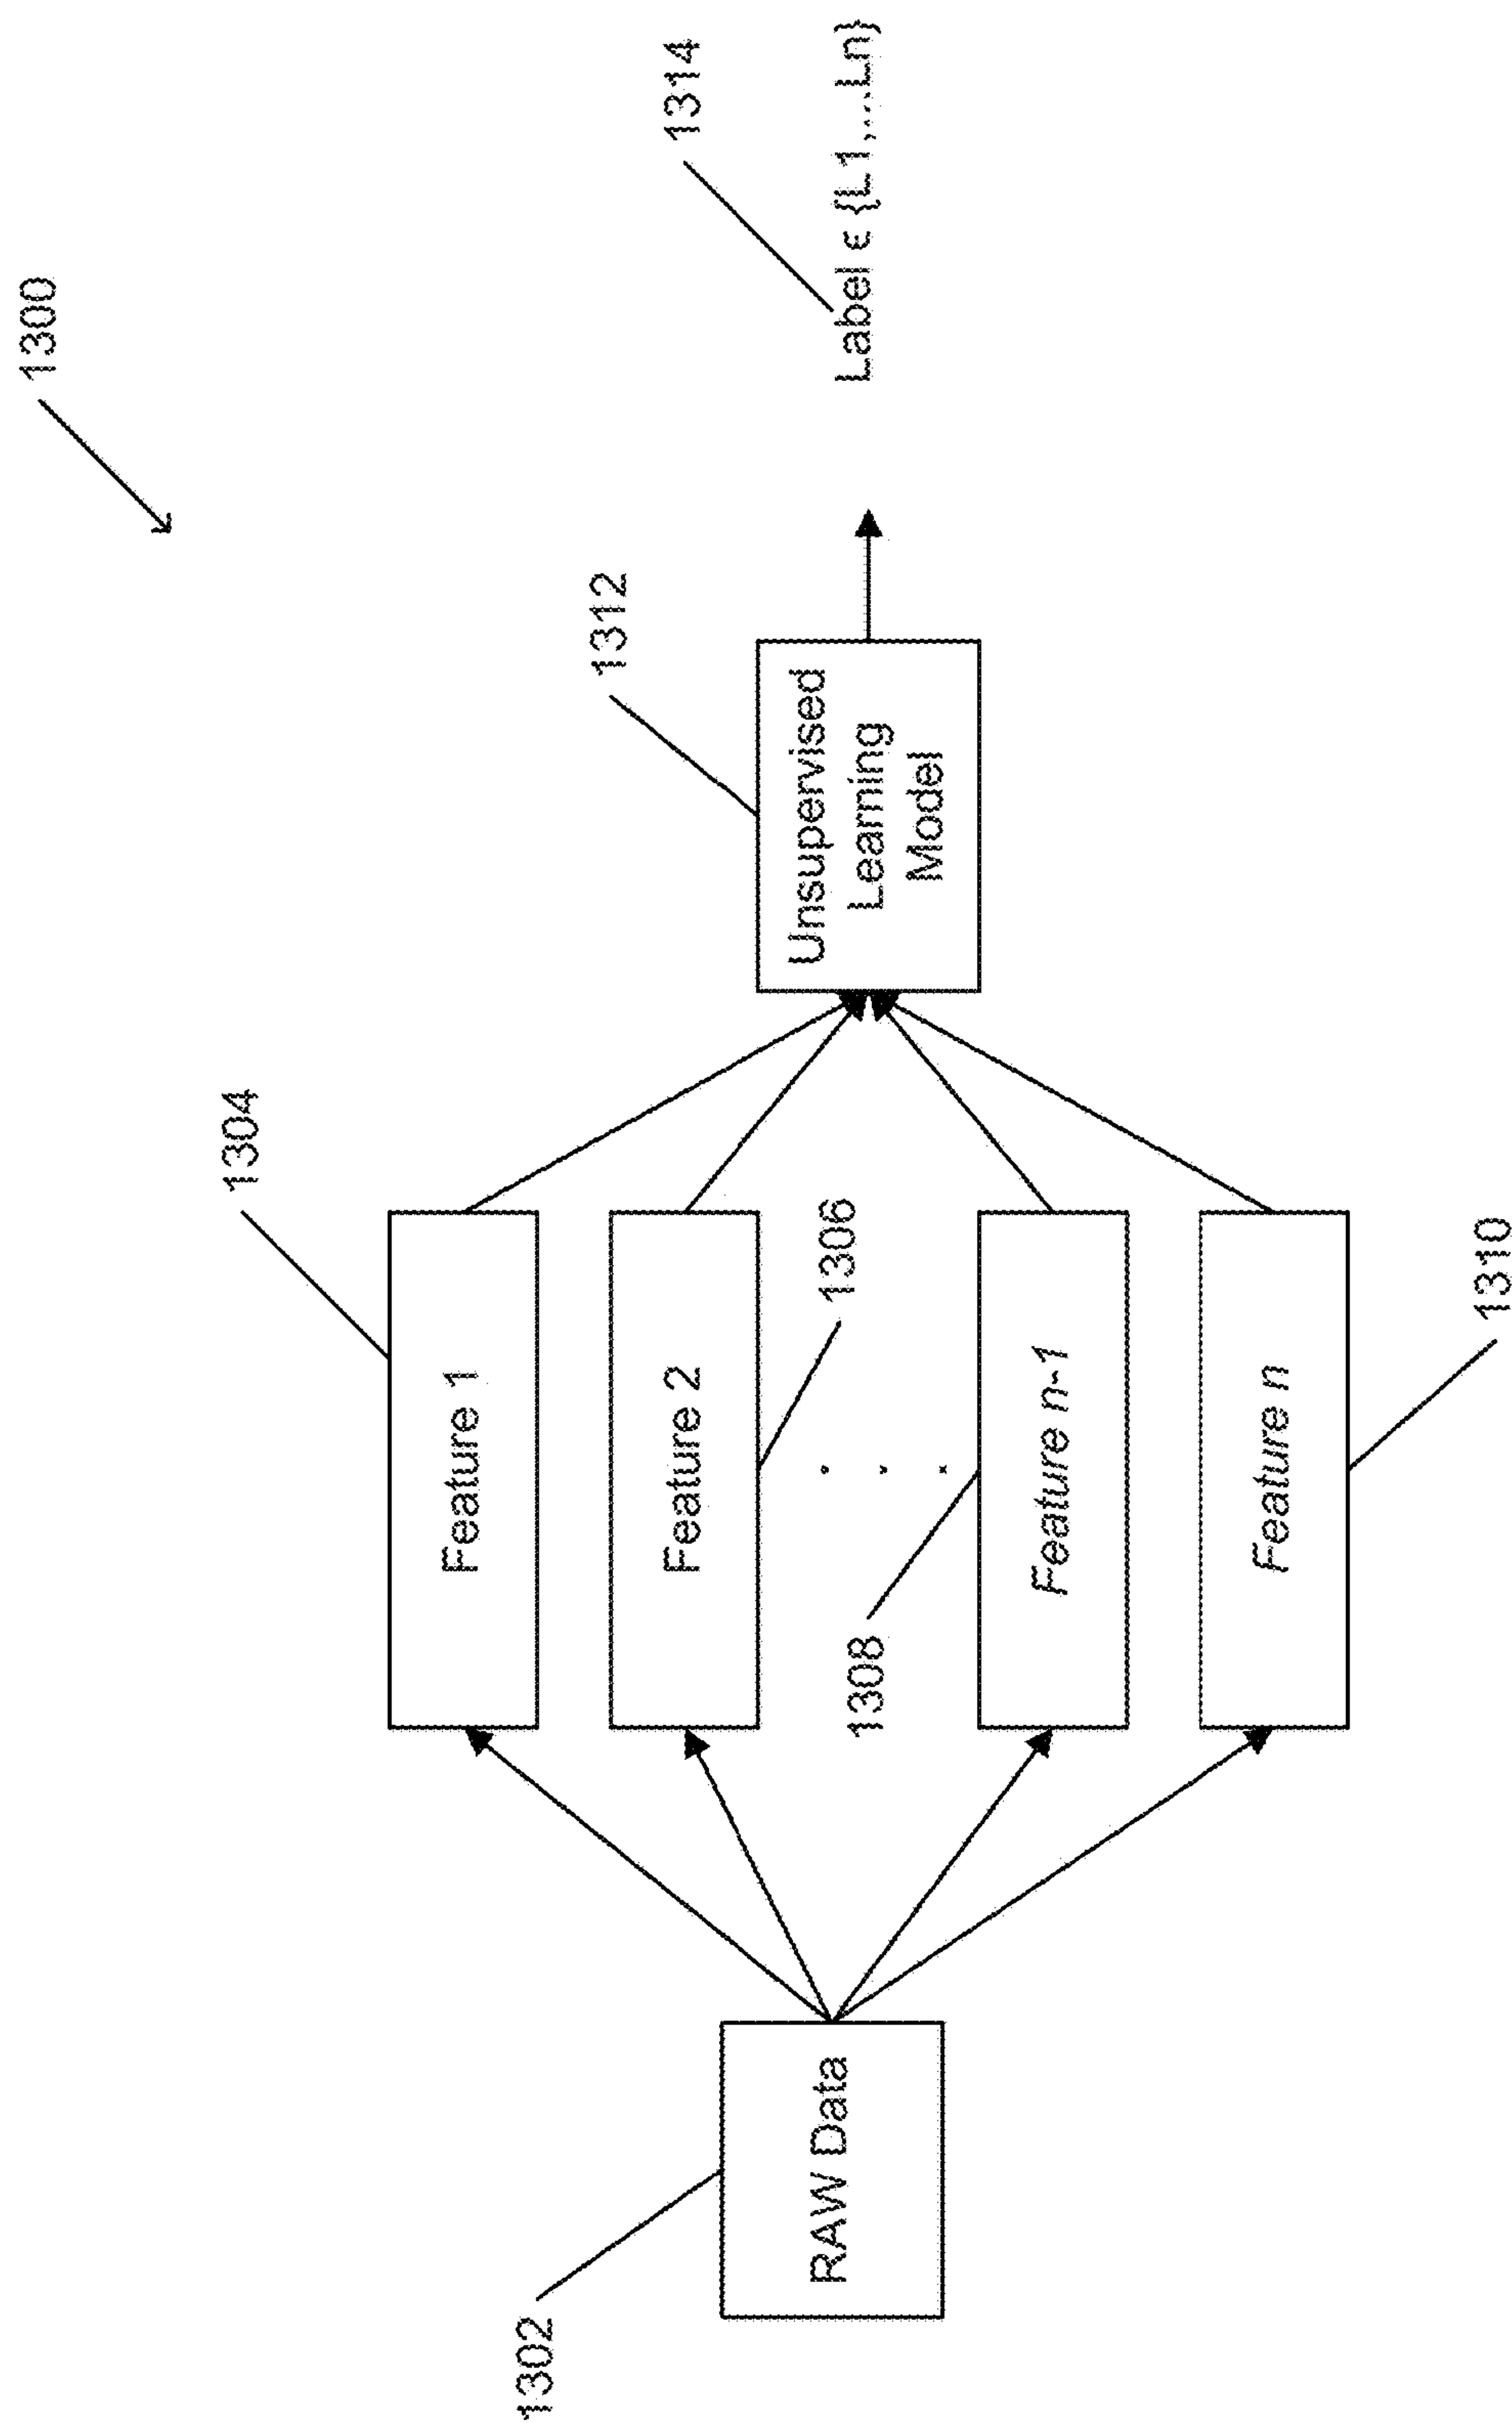 1300
1302
RAW Data
1304
Feature 1
Feature 2
1306
1308
Feature n-1
Feature n
1310
1312
Unsupervised
Learning
Model
1314
Label ϵ {L1,...Ln}